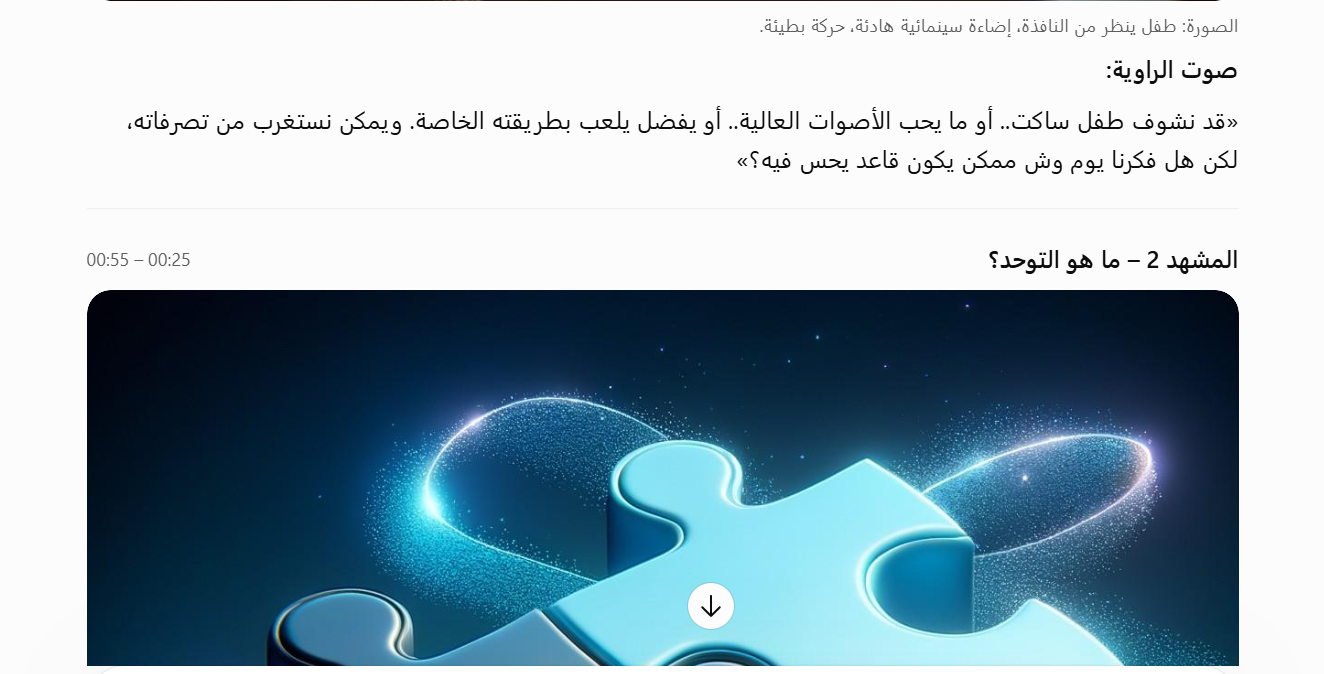 الصورة: طفل ينظر من النافذة، إضاءة سينمائية هادئة، حركة بطيئة.
صوت الراوية:
«قد نشوف طفل ساكت.. أو ما يحب الأصوات العالية.. أو يفضل يلعب بطريقته الخاصة. ويمكن نستغرب من تصرفاته،
لكن هل فكرنا يوم وش ممكن يكون قاعد يحس فيه؟»
المشهد 2 – ما هو التوحد؟
00:25 – 00:55